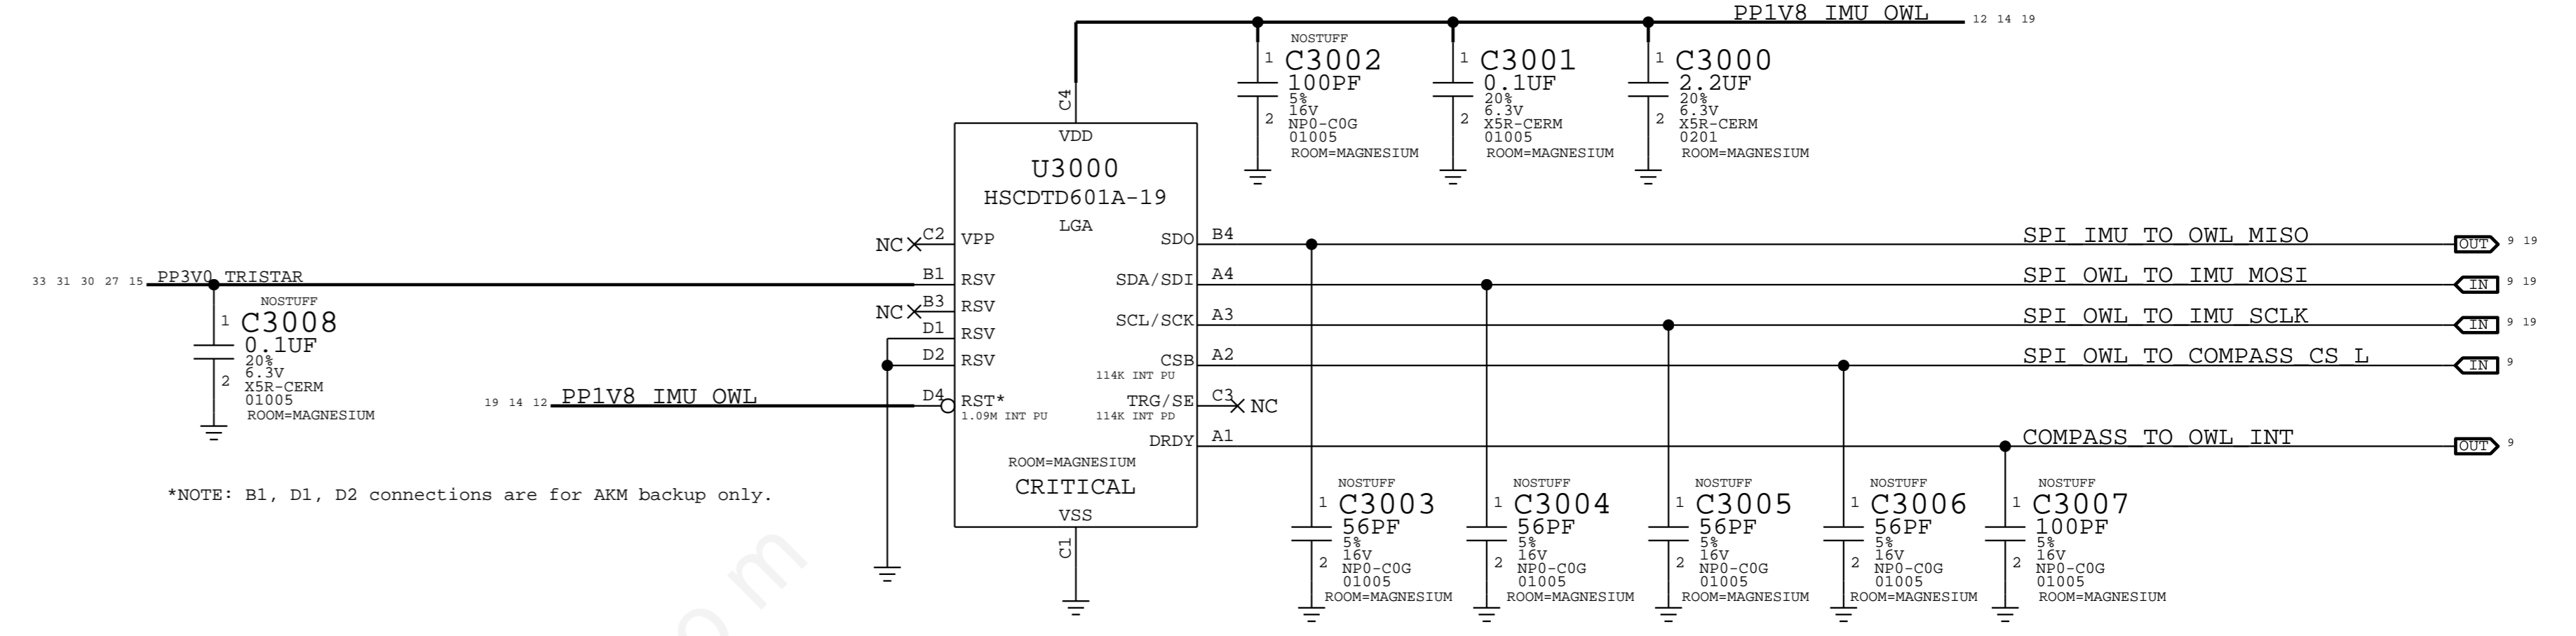 PP1V8_IMU_OWL 12 14 19
NOSTUFF
1 C3002
100PF
5%
16V
2 NP0-C0G
01005
ROOM=MAGNESIUM
1 C3001
0.1UF
20%
6.3V
2 X5R-CERM
01005
ROOM=MAGNESIUM
1 C3000
2.2UF
20%
6.3V
2 X5R-CERM
0201
ROOM=MAGNESIUM
C4
VDD
U3000
HSCDTD601A-19
LGA
NC C2 VPP
33 31 30 27 15 PP3V0_TRISTAR B1 RSV
NC B3 RSV
D1 RSV
D2 RSV
19 14 12 PP1V8_IMU_OWL D4 RST*
1.09M INT PU
NOSTUFF
1 C3008
0.1UF
20%
6.3V
2 X5R-CERM
01005
ROOM=MAGNESIUM
*NOTE: B1, D1, D2 connections are for AKM backup only.
SDO B4 SPI_IMU_TO_OWL_MISO OUT 9 19
SDA/SDI A4 SPI_OWL_TO_IMU_MOSI IN 9 19
SCL/SCK A3 SPI_OWL_TO_IMU_SCLK IN 9 19
CSB A2 SPI_OWL_TO_COMPASS_CS_L IN 9
114K INT PU
TRG/SE C3 NC
114K INT PD
DRDY A1 COMPASS_TO_OWL_INT OUT 9
ROOM=MAGNESIUM
CRITICAL
VSS
C1
NOSTUFF
1 C3003
56PF
5%
16V
2 NP0-C0G
01005
ROOM=MAGNESIUM
NOSTUFF
1 C3004
56PF
5%
16V
2 NP0-C0G
01005
ROOM=MAGNESIUM
NOSTUFF
1 C3005
56PF
5%
16V
2 NP0-C0G
01005
ROOM=MAGNESIUM
NOSTUFF
1 C3006
56PF
5%
16V
2 NP0-C0G
01005
ROOM=MAGNESIUM
NOSTUFF
1 C3007
100PF
5%
16V
2 NP0-C0G
01005
ROOM=MAGNESIUM
om